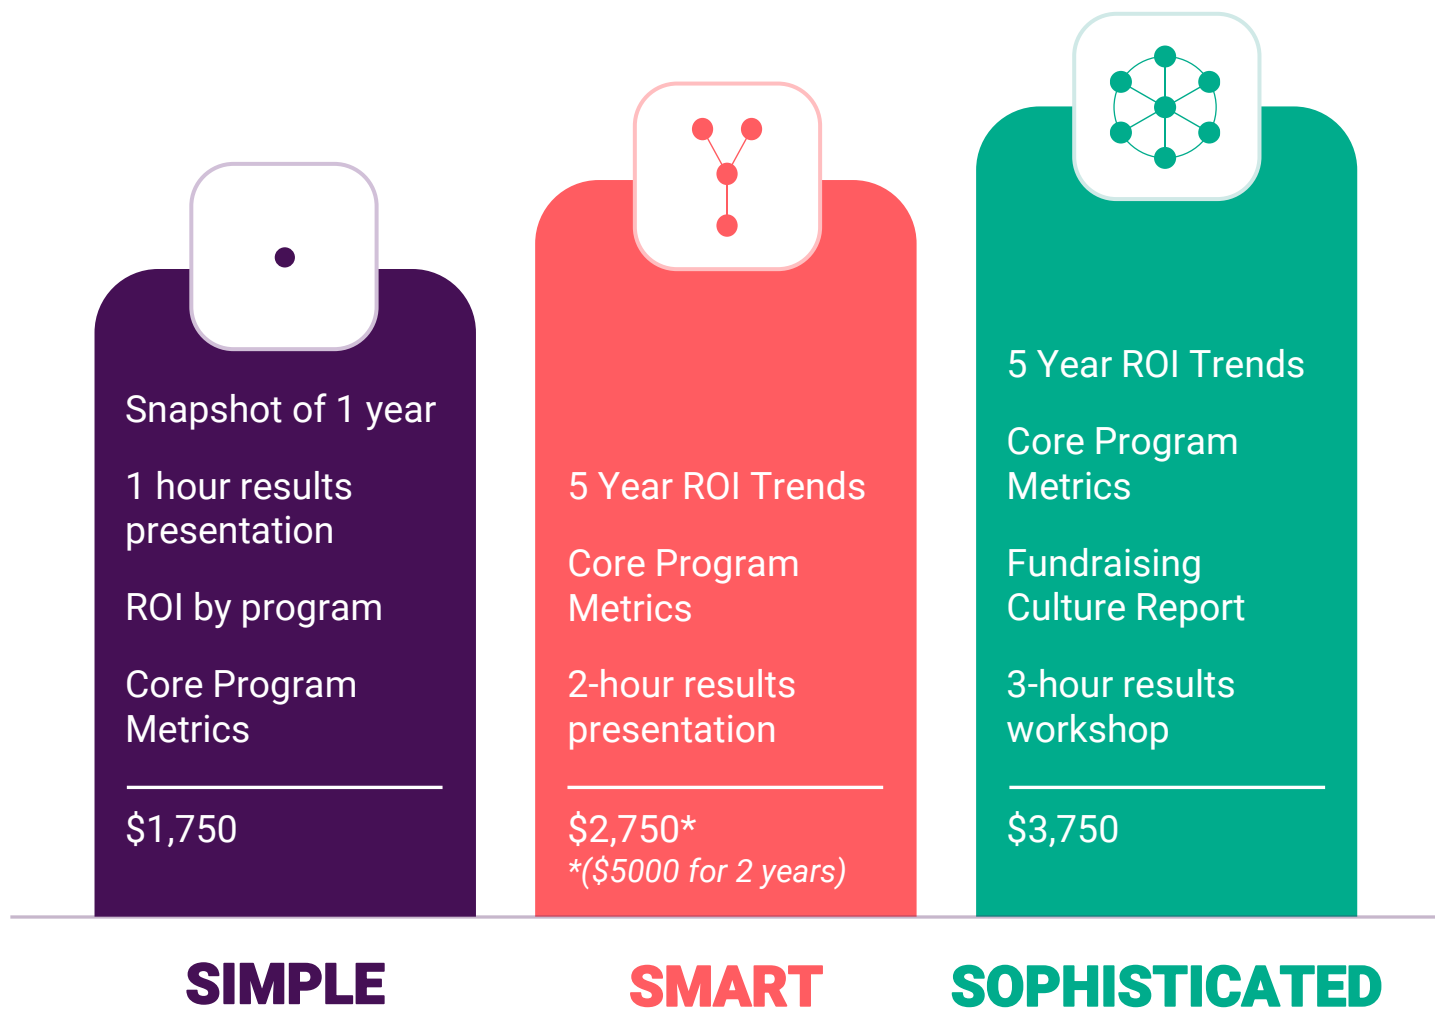 Snapshot of 1 year
1 hour results
presentation
ROI by program
Core Program
Metrics
$1,750
SIMPLE
5 Year ROI Trends
Core Program
Metrics
2-hour results
presentation
$2,750*
*($5000 for 2 years)
SMART
5 Year ROI Trends
Core Program
Metrics
Fundraising
Culture Report
3-hour results
workshop
$3,750
SOPHISTICATED